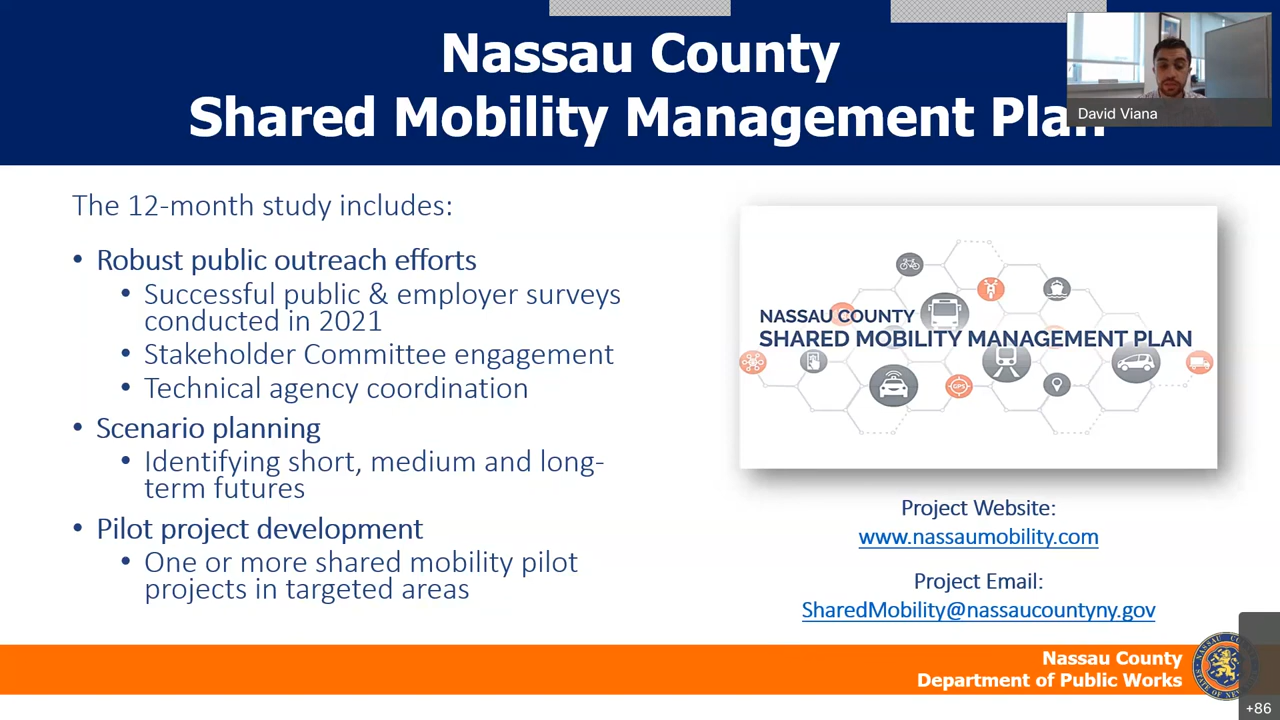 Nassau County
Shared Mobility Management Plan
David Viana
The 12-month study includes:
• Robust public outreach efforts
• Successful public & employer surveys
conducted in 2021
• Stakeholder Committee engagement
• Technical agency coordination
• Scenario planning
• Identifying short, medium and long-
term futures
• Pilot project development
• One or more shared mobility pilot
projects in targeted areas
NASSAU COUNTY
SHARED MOBILITY MANAGEMENT PLAN
GPS
Project Website:
www.nassaumobility.com
Project Email:
SharedMobility@nassaucountyny.gov
Nassau County
Department of Public Works
+86